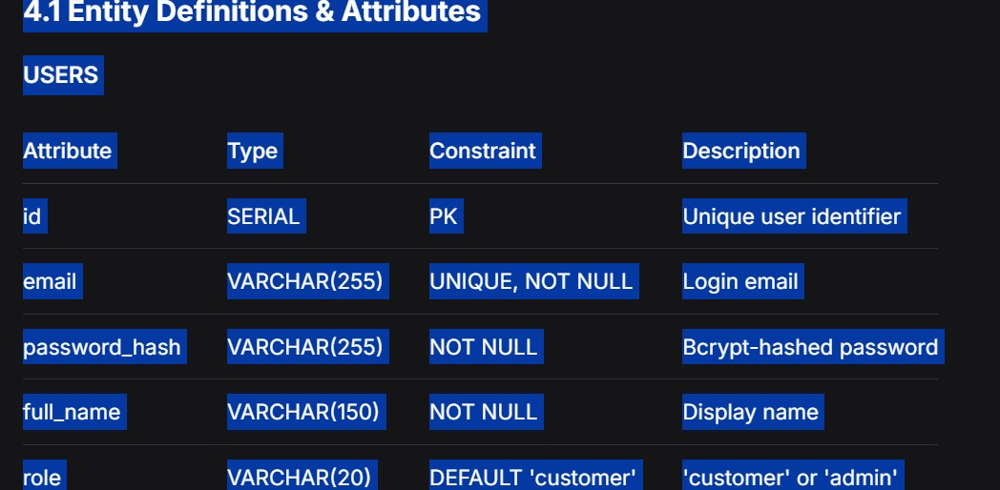 4.1 Entity Definitions & Attributes
USERS
Attribute Type Constraint Description
id SERIAL PK Unique user identifier
email VARCHAR(255) UNIQUE, NOT NULL Login email
password_hash VARCHAR(255) NOT NULL Bcrypt-hashed password
full_name VARCHAR(150) NOT NULL Display name
role VARCHAR(20) DEFAULT 'customer' 'customer' or 'admin'